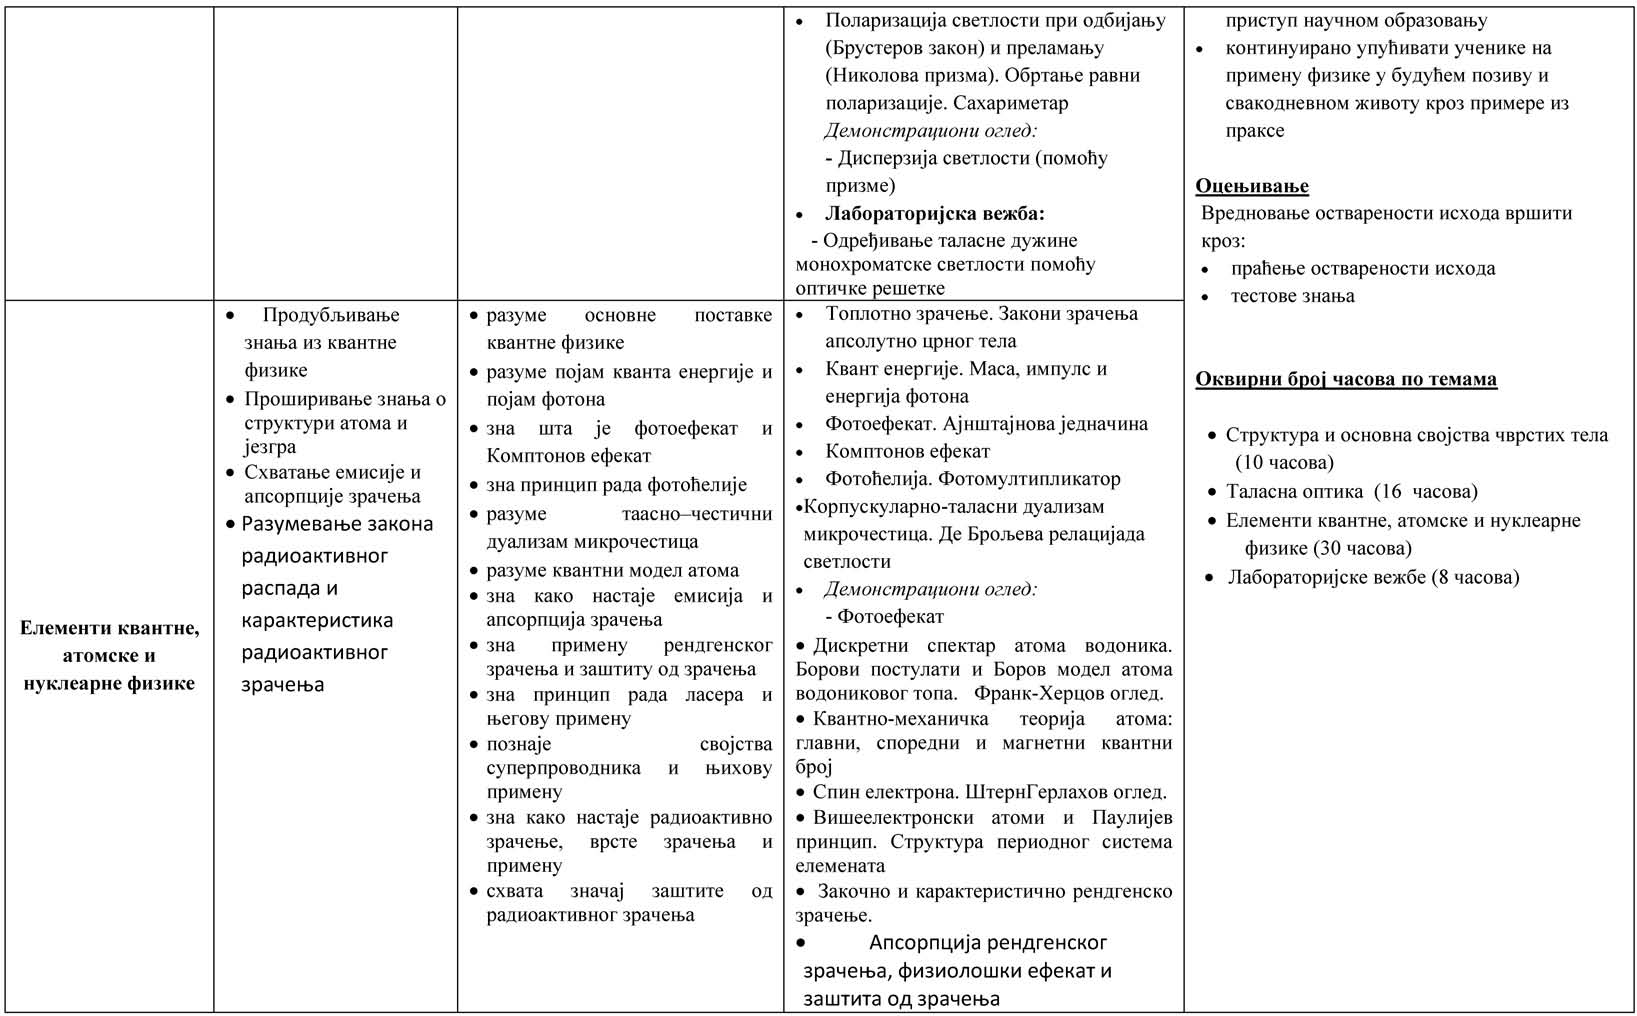 Поларизација светлости при одбијању
(Брустеров закон) и преламању
(Николова призма). Обртање равни
поларизације. Сахариметар
Демонстрациони оглед:
- Дисперзија светлости (помоћу
призме)
• Лабораторијска вежба:
- Одређивање таласне дужине
монохроматске светлости помоћу
оптичке решетке
приступ научном образовању
• континуирано упућивати ученике на
примену физике у будућем позиву и
свакодневном животу кроз примере из
праксе
Оцењивање
Вредновање остварености исхода вршити
кроз:
• праћење остварености исхода
• тестове знања
Оквирни број часова по темама
• Структура и основна својства чврстих тела
(10 часова)
• Таласна оптика (16 часова)
• Елементи квантне, атомске и нуклеарне
физике (30 часова)
• Лабораторијске вежбе (8 часова)
Елементи квантне,
атомске и
нуклеарне физике
• Продубљивање
знања из квантне
физике
• Проширивање знања о
структури атома и
језгра
• Схватање емисије и
апсорпције зрачења
• Разумевање закона
радиоактивног
распада и
карактеристика
радиоактивног
зрачења
• разуме основне поставке
квантне физике
• разуме појам кванта енергије и
појам фотона
• зна шта је фотоефекат и
Комптонов ефекат
• зна принцип рада фотоћелије
• разуме таасно–честични
дуализам микрочестица
• разуме квантни модел атома
• зна како настаје емисија и
апсорпција зрачења
• зна примену рендгенског
зрачења и заштиту од зрачења
• зна принцип рада ласера и
његову примену
• познаје својства
суперпроводника и њихову
примену
• зна како настаје радиоактивно
зрачење, врсте зрачења и
примену
• схвата значај заштите од
радиоактивног зрачења
• Топлотно зрачење. Закони зрачења
апсолутно црног тела
• Квант енергије. Маса, импулс и
енергија фотона
• Фотоефекат. Ајнштајнова једначина
• Комптонов ефекат
• Фотоћелија. Фотомултипликатор
•Корпускуларно-таласни дуализам
микрочестица. Де Брољева релацијада
светлости
• Демонстрациони оглед:
- Фотоефекат
• Дискретни спектар атома водоника.
Борови постулати и Боров модел атома
водониковог топа. Франк-Херцов оглед.
• Квантно-механичка теорија атома:
главни, споредни и магнетни квантни
број
• Спин електрона. ШтернГерлахов оглед.
• Вишеелектронски атоми и Паулијев
принцип. Структура периодног система
елемената
• Закочно и карактеристично рендгенско
зрачење.
• Апсорпција рендгенског
зрачења, физиолошки ефекат и
заштита од зрачења